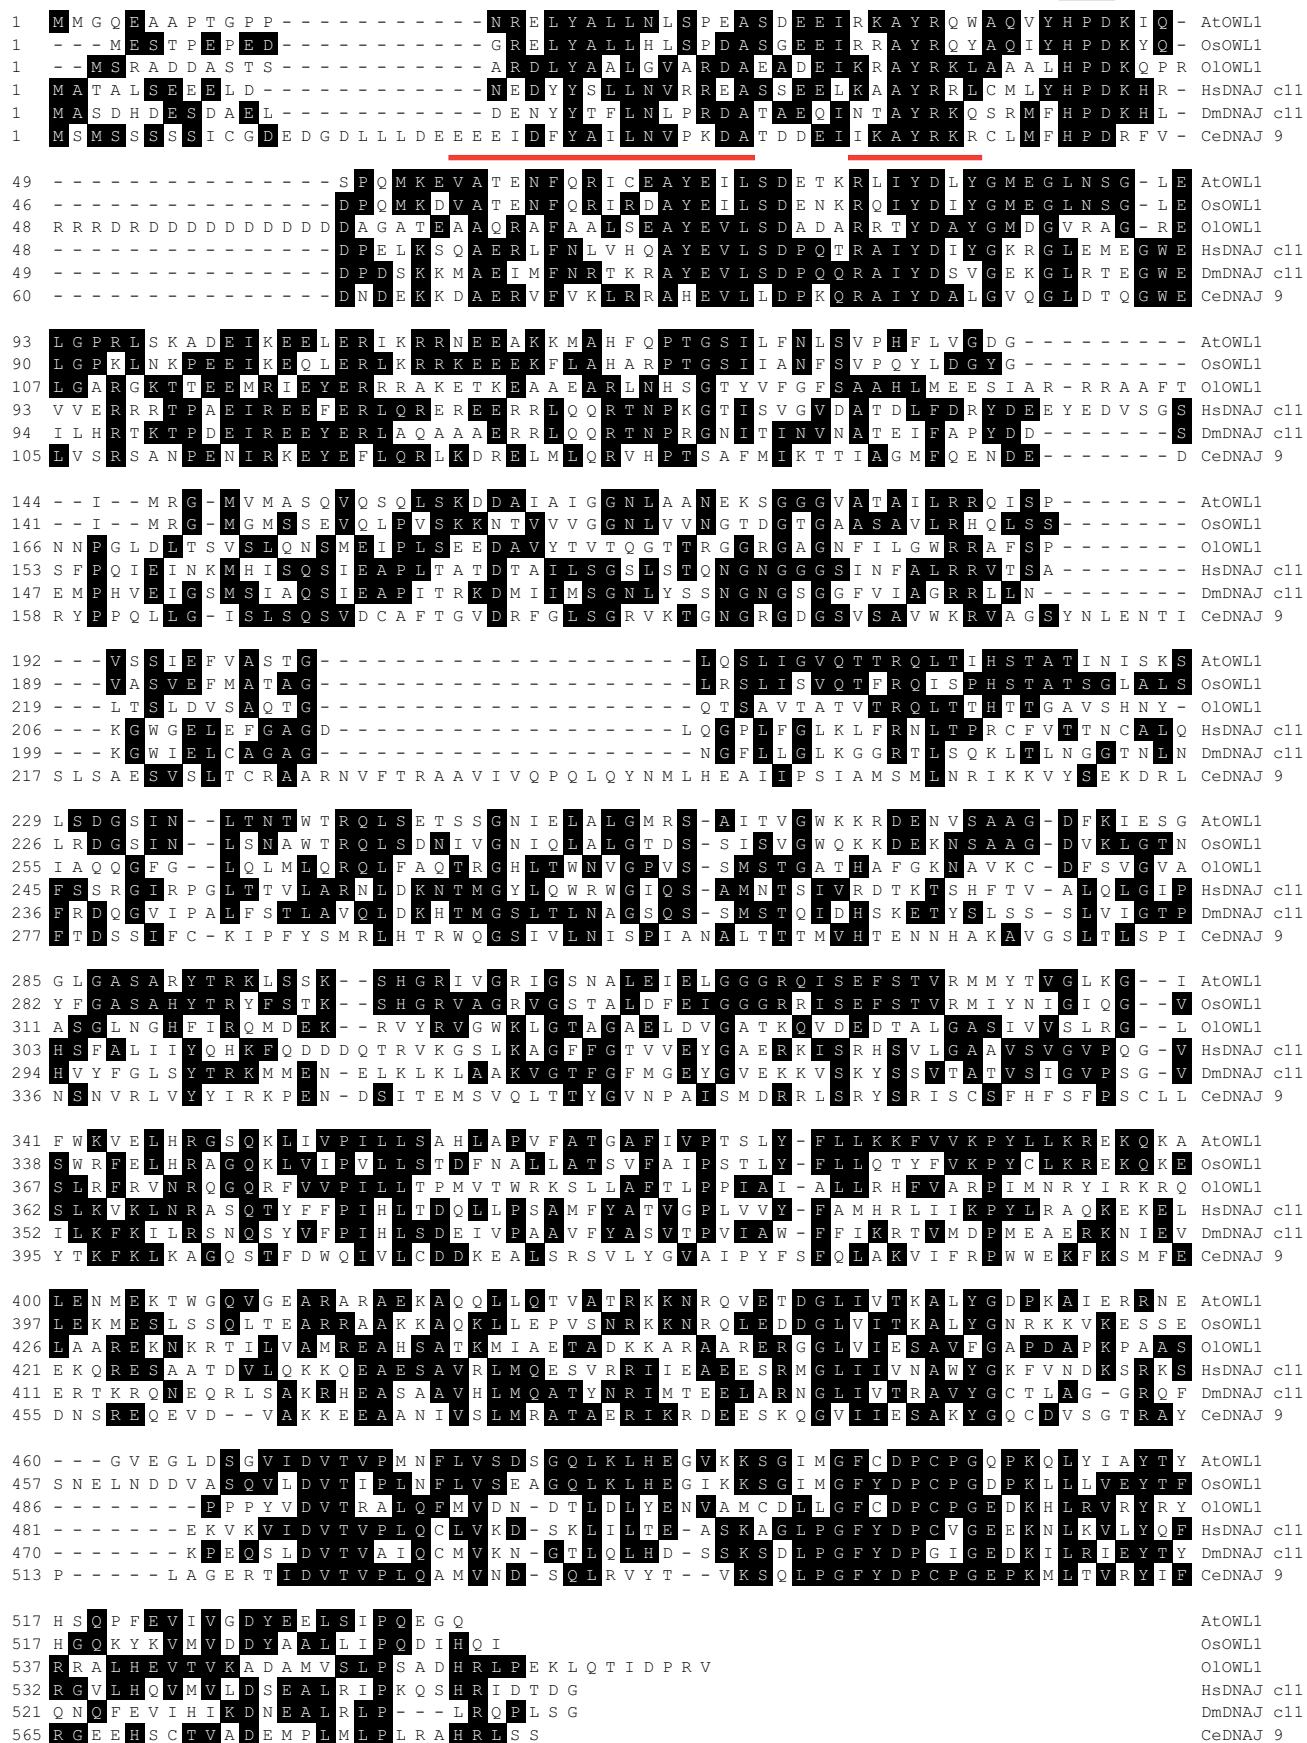 1 MMGQEAAPTGPP-----------NRELYALLNLSPEASDEEIRKAYRQWAQVYHPDKIQ- AtOWL1
1 ---MESTPEPED-----------GRELYALLHLSPDASGEEIRRAYRQYAQIYHPDKYQ- OsOWL1
1 --MSRADDASTS-----------ARDLYAALGVARDAEADEIKRAYRKLAAALHPDKQPR OlOWL1
1 MATALSEEELD------------NEDYYSLLNVRREASSEELKAAYRRLCMLYHPDKHR- HsDNAJ c11
1 MASDHDESDAEL-----------DENYYTFLNLPRDATAEQINTAYRKQSRMFHPDKHL- DmDNAJ c11
1 MSMSSSSSSICGDEDGDLLLDEEEEIDFYAILNVPKDATDDEIIKAYRKRCLMFHPDRFV- CeDNAJ 9
49 ---------------SPQMKEVATENFQRICEAYEILSDETKRLIYDLYGMEGLNSG-LE AtOWL1
46 ---------------DPQMKDVATENFQRIRDAYEILSDENKRQIYDIYGMEGLNSG-LE OsOWL1
48 RRRDRDDDDDDDDDDDAGATEAAQRAFAALSEAYEVLSDADARRTYDAYGMDGVRAG-RE OlOWL1
48 ---------------DPELKSQAERLFNLVHQAYEVLSDPQTRAIYDIYGKRGLEMEGWE HsDNAJ c11
49 ---------------DPDSKKMAEIMFNRTKRAYEVLSDPQQRAIYDSVGEKGLRTEGWE DmDNAJ c11
60 ---------------DNDEKKDAERVFVKLRRAHEVLLDPKQRAIYDALGVQGLDTQGWE CeDNAJ 9
93 LGPRLSKADEIKEELERIKRRNEEAKKMAHFQPTGSILFNLSVPHFLVGDG--------- AtOWL1
90 LGPKLNKPEEIKEQLERLKRRKEEEKFLAHARPTGSIIANFSVPQYLDGYG--------- OsOWL1
107 LGARGKTTEEMRIEYERRRAKETKEAAEARLNHSGTYVFGFSAAHLMEESIAR-RRAAFT OlOWL1
93 VVERRRTPAEIREEFERLQREREERRLQQRTNPKGTISVGVDATDLFDRYDEEYEDVSGS HsDNAJ c11
94 ILHRTKTPDEIREEYERLAQAAAERRLQQRTNPRGNITINVNATEIFAPYDD-------S DmDNAJ c11
105 LVSRSANPENIRKEYEFLQRLKDRELMLQRVHPTSAFMIKTTIAGMFQENDE-------D CeDNAJ 9
144 --I--MRG-MVMASQVQSQLSKDDAIAIGGNLAANEKSGGGVATAILRRQISP------- AtOWL1
141 --I--MRG-MGMSSEVQLPVSKKNTVVVGGNLVVNGTDGTGAASAVLRHQLSS------- OsOWL1
166 NNPGLDLTSVSLQNSMEIPLSEEDAVYTVTQGTTRGGRGAGNFILGWRRAFSP------- OlOWL1
153 SFPQIEINKMHISQSIEAPLTATDTAILSGSLSTQNGNGGGSINFALRRVTSA------- HsDNAJ c11
147 EMPHVEIGSMSIAQSIEAPITRKDMIIMSGNLYSSNGNGSGGFVIAGRRLLN-------- DmDNAJ c11
158 RYPPQLLG-ISLSQSVDCAFTGVDRFGLSGRVKTGNGRGDGSVSAVWKRVAGSYNLENTI CeDNAJ 9
192 ---VSSIEFVASTG--------------------LQSLIGVQTTRQLTIHSTATINISKS AtOWL1
189 ---VASVEFMATAG--------------------LRSLISVQTFRQISPHSTATSGLALS OsOWL1
219 ---LTSLDVSAQTG--------------------QTSAVTATVTRQLTTHTTGAVSHNY- OlOWL1
206 ---KGWGELEFGAGD-------------------LQGPLFGLKLFRNLTPRCFVTTNCALQ HsDNAJ c11
199 ---KGWIELCAGAG--------------------NGFLLGLKGGRTLSQKLTLNGGTNLN DmDNAJ c11
217 SLSAESVSLTCRAARNVFTRAAVIVQPQLQYNMLHEAIIPSIAMSMLNRIKKVYSEKDRL CeDNAJ 9
229 LSDGSIN--LTNTWTRQLSETSSGNIELALGMRS-AITVGWKKRDENVSAAG-DFKIESG AtOWL1
226 LRDGSIN--LSNAWTRQLSDNIVGNIQLALGTDS-SISVGWQKKDEKNSAAG-DVKLGTN OsOWL1
255 IAQQGFG--LQLMLQRQLFAQTRGHLTWNVGPVS-SMSTGATHAFGKNAVKC-DFSVGVA OlOWL1
245 FSSRGIRPGLTTVLARNLDKNTMGYLQWRWGIQS-AMNTSIVRDTKTSHFTV-ALQLGIP HsDNAJ c11
236 FRDQGVIPALFSTLAVQLDKHTMGSLTLNAGSQS-SMSTQIDHSKETYSLSS-SLVIGTP DmDNAJ c11
277 FTDSSIFC-KIPFYSMRLHTRWQGSIVLNISPIANALTTTMVHTENNHAKAVGSLTLSPI CeDNAJ 9
285 GLGASARYTRKLSSK--SHGRIVGRIGSNALEIELGGGRQISEFSTVRMMYTVGLKG--I AtOWL1
282 YFGASAHYTRYFSTK--SHGRVAGRVGSTALDFEIGGGRRISEFSTVRMIYNIGIQG--V OsOWL1
311 ASGLNGHFIRQMDEK--RVYRVGWKLGTAGAELDVGATKQVDEDTALGASIVVSLRG--L OlOWL1
303 HSFALIIYQHKFQDDDQTRVKGSLKAGFFGTVVEYGAERKISRHSVLGAAVSVGVPQG-V HsDNAJ c11
294 HVYFGLSYTRKMMEN-ELKLKLAAKVGTFGFMGEYGVEKKVSKYSSVTATVSIGVPSG-V DmDNAJ c11
336 NSNVRLVYYIRKPEN-DSITEMSVQLTTYGVNPAISMDRRLSRYSRISCSFHFSFPSCLL CeDNAJ 9
341 FWKVELHRGSQKLIVPILLSAHLAPVFATGAFIVPTSLY-FLLKKFVVKPYLLKREKQKA AtOWL1
338 SWRFELHRAGQKLVIPVLLSTDFNALLATSVFAIPSTLY-FLLQTYFVKPYCLKREKQKE OsOWL1
367 SLRFRVNRQGQRFVVPILLTPMVTWRKSLLAFTLPPIAI-ALLRHFVARPIMNRYIRKRQ OlOWL1
362 SLKVKLNRASQTYFFPIHLTDQLLPSAMFYATVGPLVVY-FAMHRLIIKPYLRAQKEKEL HsDNAJ c11
352 ILKFKILRSNQSYVFPIHLSDEIVPAAVFYASVTPVIAW-FFIKRTVMDPMEAERKNIEV DmDNAJ c11
395 YTKFKLKAGQSTFDWQIVLCDDKEALSRSVLYGVAIPYFSFQLAKVIFRPWWEKFKSMFE CeDNAJ 9
400 LENMEKTWGQVGEARARAEKAQQLLQTVATRKKNRQVETDGLIVTKALYGDPKAIERRNE AtOWL1
397 LEKMESLSSQLTEARRAAKKAQKLLEPVSNRKKNRQLEDDGLVITKALYGNRKKVKESSE OsOWL1
426 LAAREKNKRTILVAMREAHSATKMIAETADKKARAARERGGLVIESAVFGAPDAPKPAAS OlOWL1
421 EKQRESAATDVLQKKQEAESAVRLMQESVRRIIEAEESRMGLIIVNAWYGKFVNDKSRKS HsDNAJ c11
411 ERTKRQNEQRLSAKRHEASAAVHLMQATYNRIMTEELARNGLIVTRAVYGCTLAG-GRQF DmDNAJ c11
455 DNSREQEVD--VAKKEEAANIVSLMRATAERIKRDEESKQGVIIESAKYGQCDVSGTRAY CeDNAJ 9
460 ---GVEGLDSGVIDVTVPMNFLVSDSGQLKLHEGVKKSGIMGFCDPCPGQPKQLYIAYTY AtOWL1
457 SNELNDDVASQVLDVTIPLNFLVSEAGQLKLHEGIKKSGIMGFYDPCPGDPKLLLVEYTF OsOWL1
486 --------PPPYVDVTRALQFMVDN-DTLDLYENVAMCDLLGFCDPCPGEDKHLRVRYRY OlOWL1
481 -------EKVKVIDVTVPLQCLVKD-SKLILTE-ASKAGLPGFYDPCVGEEKNLKVLYQF HsDNAJ c11
470 -------KPEQSLDVTVAIQCMVKN-GTLQLHD-SSKSDLPGFYDPGIGEDKILRIEYTY DmDNAJ c11
513 P-----LAGERTIDVTVPLQAMVND-SQLRVYT--VKSQLPGFYDPCPGEPKMLTVRYIF CeDNAJ 9
517 HSQPFEVIVGDYEELSIPQEGQ AtOWL1
517 HGQKYKVMVDDYAALLIPQDIHQI OsOWL1
537 RRALHEVTVKADAMVSLPSADHRLPEKLQTIDPRV OlOWL1
532 RGVLHQVMVLDSEALRIPKQSHRIDTDG HsDNAJ c11
521 QNQFEVIHIKDNEALRLP---LRQPLSG DmDNAJ c11
565 RGEEHSCTVADEMPLMLPLRAHRLSS CeDNAJ 9